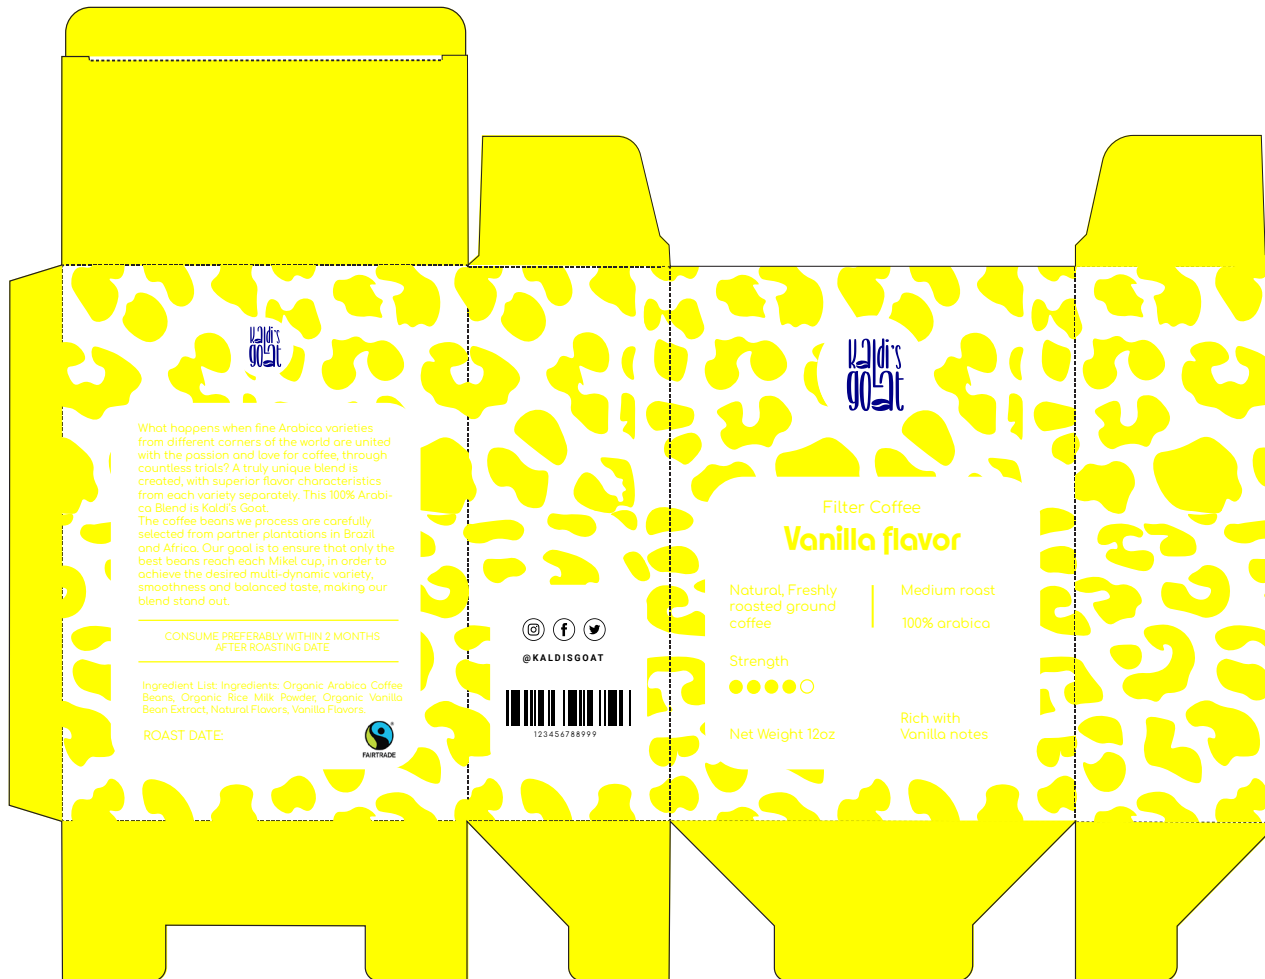 kaldi's
goat
What happens when fine Arabica varieties
from different corners of the world are united
with the passion and love for coffee, through
countless trials? A truly unique blend is
created, with superior flavor characteristics
from each variety separately. This 100% Arabi-
ca Blend is Kaldi's Goat.
The coffee beans we process are carefully
selected from partner plantations in Brazil
and Africa. Our goal is to ensure that only the
best beans reach each Mikel cup, in order to
achieve the desired multi-dynamic variety,
smoothness and balanced taste, making our
blend stand out.
CONSUME PREFERABLY WITHIN 2 MONTHS
AFTER ROASTING DATE.
Ingredient List: Ingredients: Organic Arabica Coffee
Beans, Organic Rice Milk Powder, Organic Vanilla
Bean Extract, Natural Flavors, Vanilla Flavors.
ROAST DATE:
®
FAIRTRADE
@KALDISGOAT
123456788999
kaldi's
goat
Filter Coffee
Vanilla flavor
Natural, Freshly
roasted ground
coffee
Medium roast
100% arabica
Strength
Net Weight 12oz
Rich with
Vanilla notes